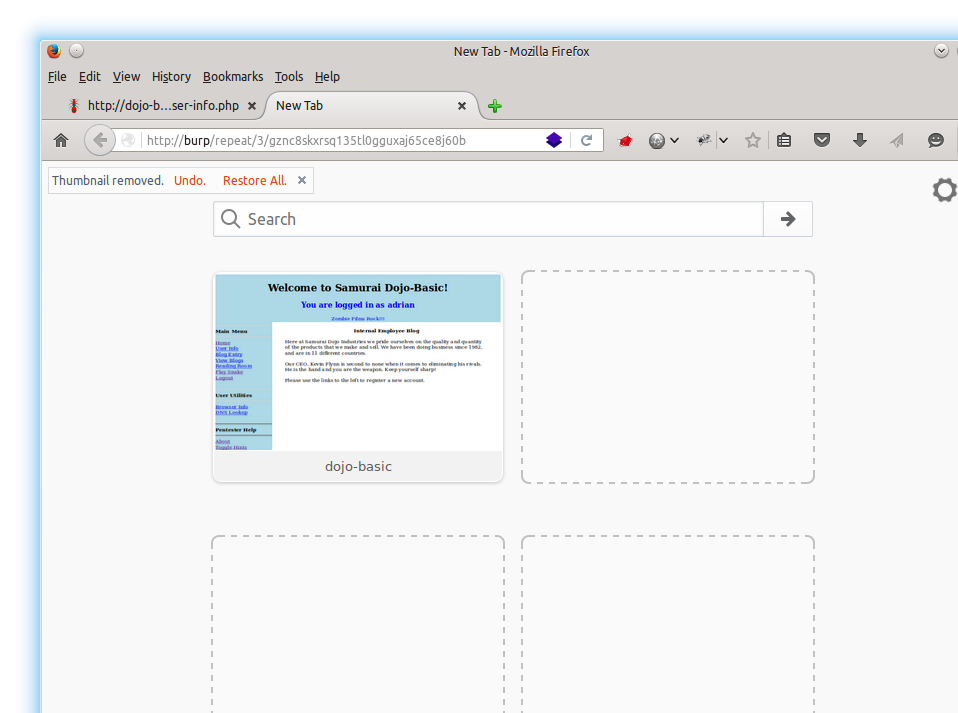 New Tab - Mozilla Firefox
File Edit View History Bookmarks Tools Help
http://dojo-b...ser-info.php
New Tab
http://burp/repeat/3/gznc8skxrsq135tl0gguxaj65ce8j60b
Thumbnail removed. Undo. Restore All.
Search
Welcome to Samurai Dojo-Basic!
You are logged in as adrian
Zombie Films Rock!!!
Main Menu
Home
User Info
Blog Entry
View Blogs
Reading Room
Play Snake
Logout
User Utilities
Browser Info
DNS Lookup
Pentester Help
About
Toggle Hints
Internal Employee Blog
Here at Samurai Dojo Industries we pride ourselves on the quality and quantity
of the products that we make and sell. We have been doing business since 1982,
and are in 11 different countries.
Our CEO, Kevin Flynn is second to none when it comes to eliminating his rivals.
He is the hand and you are the weapon. Keep yourself sharp!
Please use the links to the left to register a new account.
dojo-basic